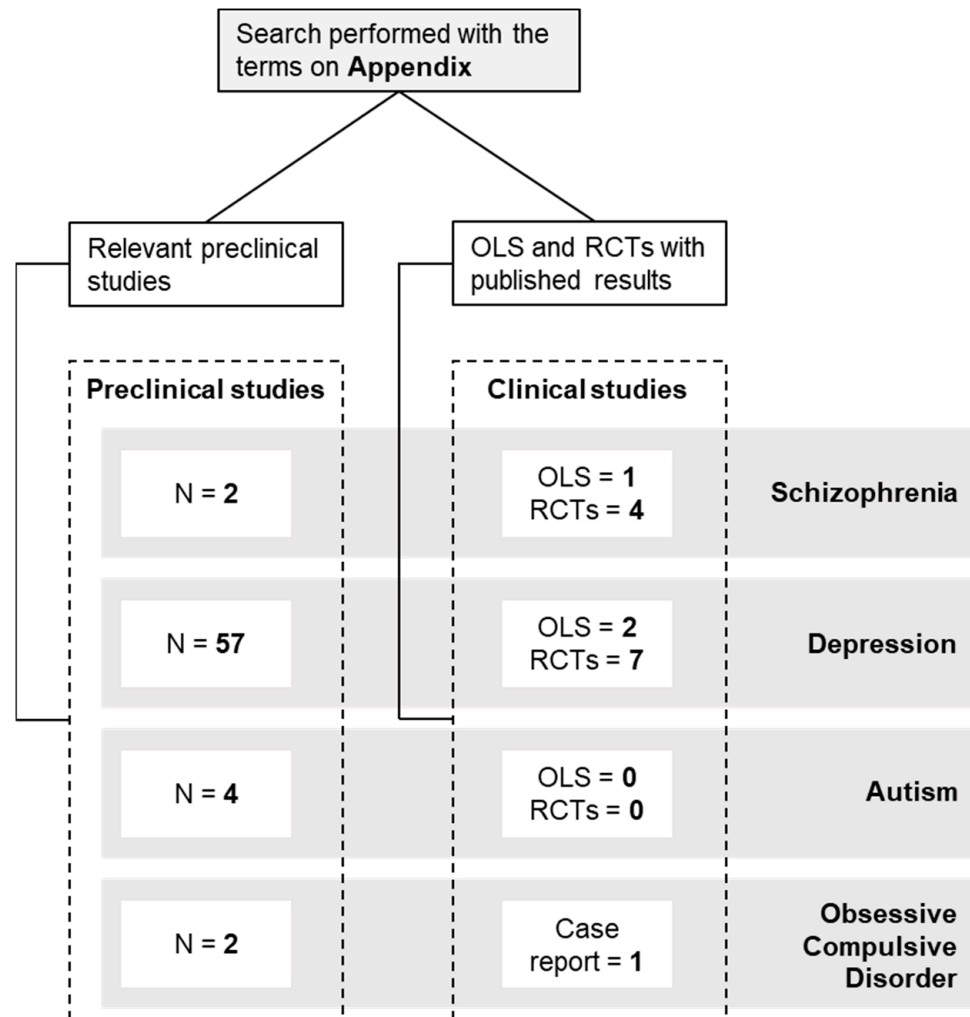 Search performed with the
terms on Appendix
Relevant preclinical
studies
OLS and RCTs with
published results
Preclinical studies
Clinical studies
N = 2
OLS = 1
RCTs = 4
Schizophrenia
N = 57
OLS = 2
RCTs = 7
Depression
N = 4
OLS = 0
RCTs = 0
Autism
N = 2
Case
report = 1
Obsessive
Compulsive
Disorder